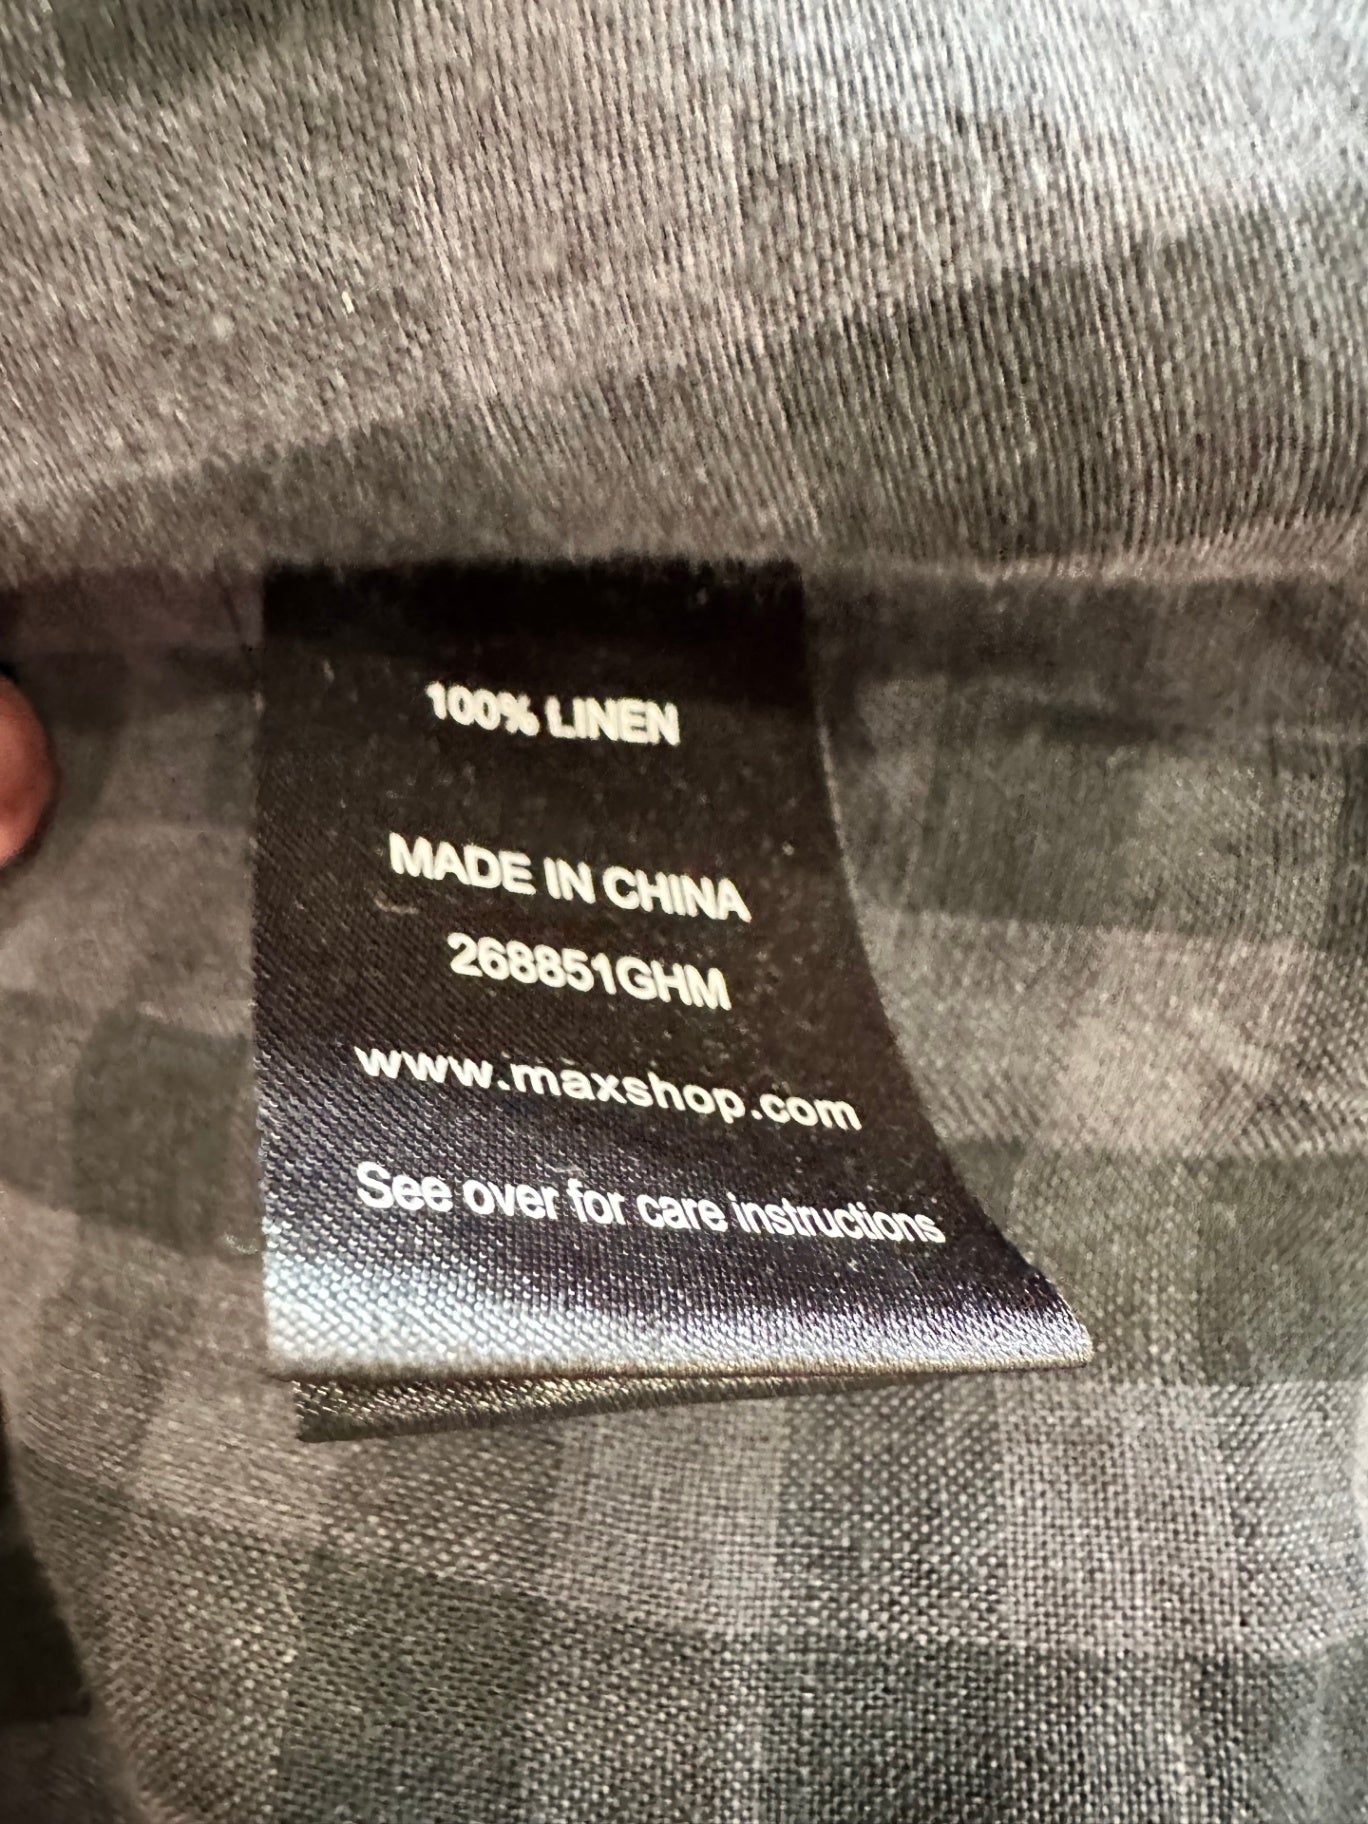 100% LINEN
MADE IN CHINA
268851GHM
www.maxshop.com
See over for care instructions